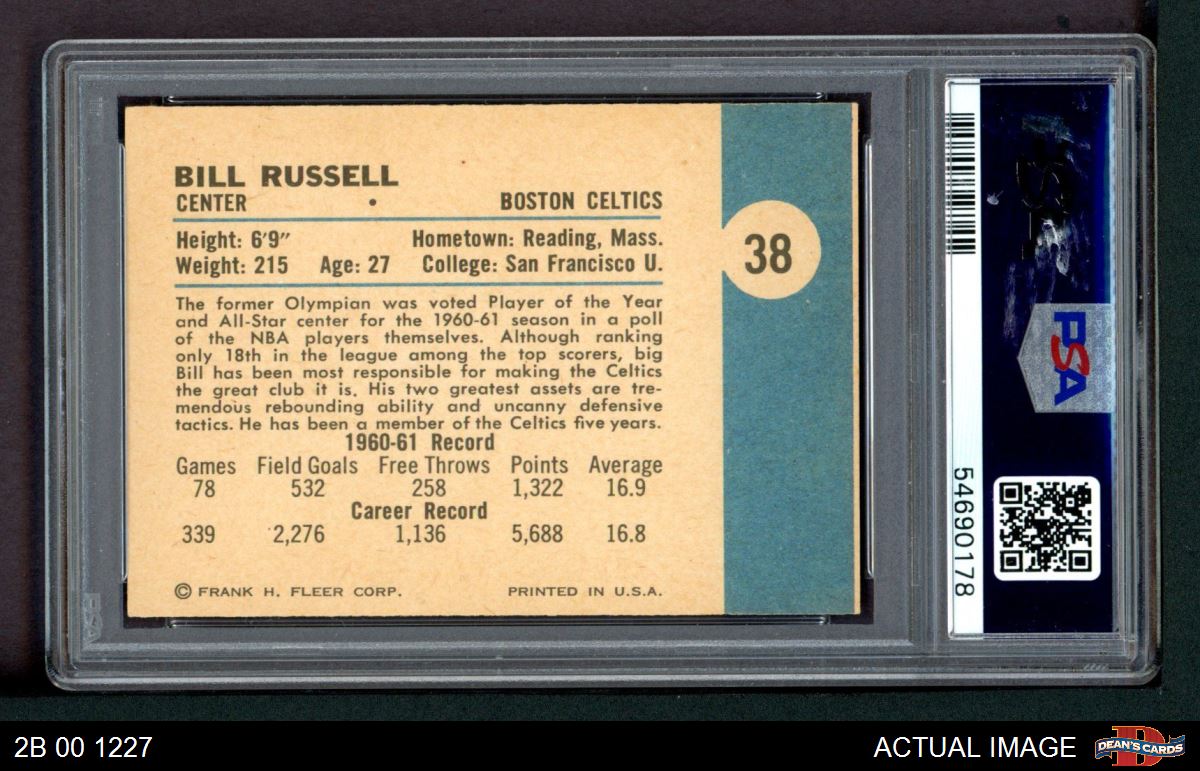 BILL RUSSELL
CENTER • BOSTON CELTICS
Height: 6'9" Hometown: Reading, Mass.
Weight: 215 Age: 27 College: San Francisco U.
38
The former Olympian was voted Player of the Year
and All-Star center for the 1960-61 season in a poll
of the NBA players themselves. Although ranking
only 18th in the league among the top scorers, big
Bill has been most responsible for making the Celtics
the great club it is. His two greatest assets are tre-
mendous rebounding ability and uncanny defensive
tactics. He has been a member of the Celtics five years.
1960-61 Record
Games Field Goals Free Throws Points Average
78 532 258 1,322 16.9
Career Record
339 2,276 1,136 5,688 16.8
© FRANK H. FLEER CORP. PRINTED IN U.S.A.
PSA
54690178
PSA
2B 00 1227
ACTUAL IMAGE
DEAN'S CARDS